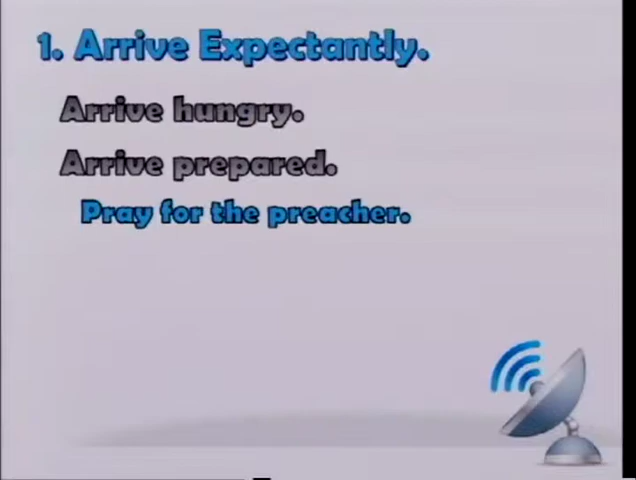 1. Arrive Expectantly.
Arrive hungry.
Arrive prepared.
Pray for the preacher.